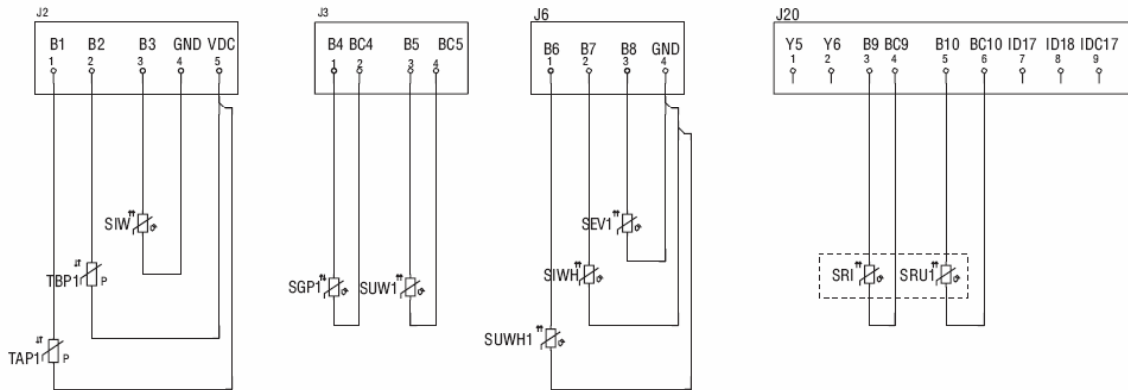 J2
B1 B2 B3 GND VDC
1 2 3 4 5
SIW
TBP1 P
TAP1 P
J3
B4 BC4 B5 BC5
1 2 3 4
SGP1 SUW1
J6
B6 B7 B8 GND
1 2 3 4
SEV1
SIWH
SUWH1
J20
Y5 Y6 B9 BC9 B10 BC10 ID17 ID18 IDC17
1 2 3 4 5 6 7 8 9
SRI SRU1